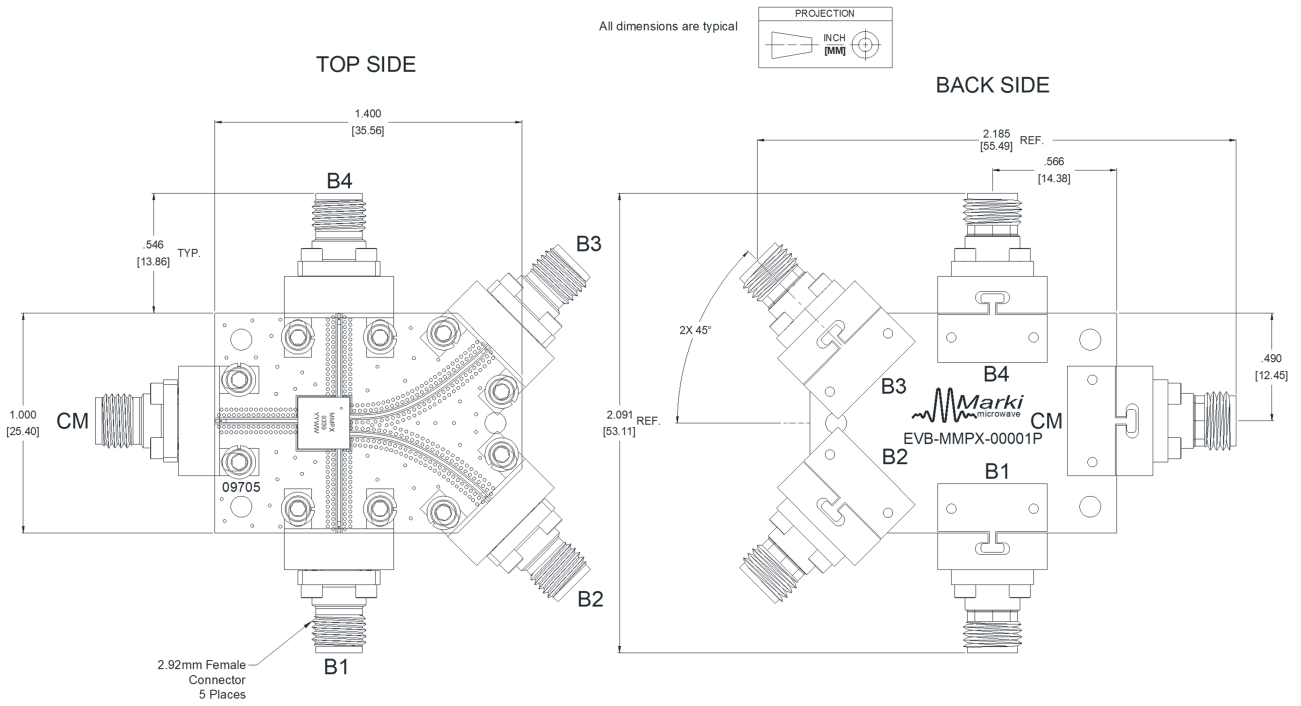 All dimensions are typical
PROJECTION
INCH
[MM]
TOP SIDE
BACK SIDE
1.400
[35.56]
2.185
[55.49] REF.
.566
[14.38]
B4
.546
[13.86] TYP.
B3
2X 45°
CM
1.000
[25.40]
MMPX
9399
YYWW
09705
B2
B1
2.92mm Female
Connector
5 Places
2.091
[53.11] REF.
B3
B4
Marki
microwave
CM
EVB-MMPX-00001P
B2
B1
.490
[12.45]